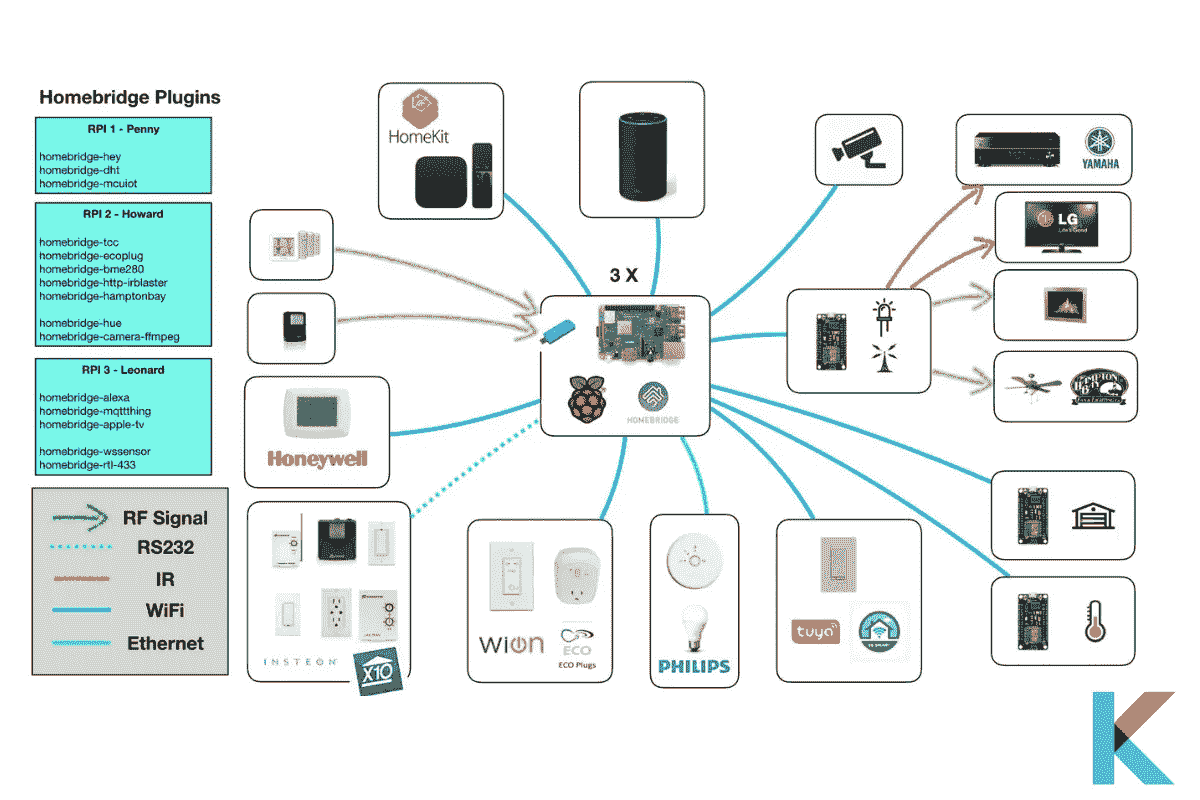 Homebridge Plugins
RPI 1 - Penny
homebridge-hey
homebridge-dht
homebridge-mcuiot
RPI 2 - Howard
homebridge-tcc
homebridge-ecoplug
homebridge-bme280
homebridge-http-irblaster
homebridge-hamptonbay
homebridge-hue
homebridge-camera-ffmpeg
RPI 3 - Leonard
homebridge-alexa
homebridge-mqttthing
homebridge-apple-tv
homebridge-wssensor
homebridge-rtl-433
RF Signal
RS232
IR
WiFi
Ethernet
HomeKit
3 X
HOMEBRIDGE
YAMAHA
LG
Life's Good
Honeywell
INSTEON
X10
WiOn
ECO
ECO Plugs
PHILIPS
tuya
K